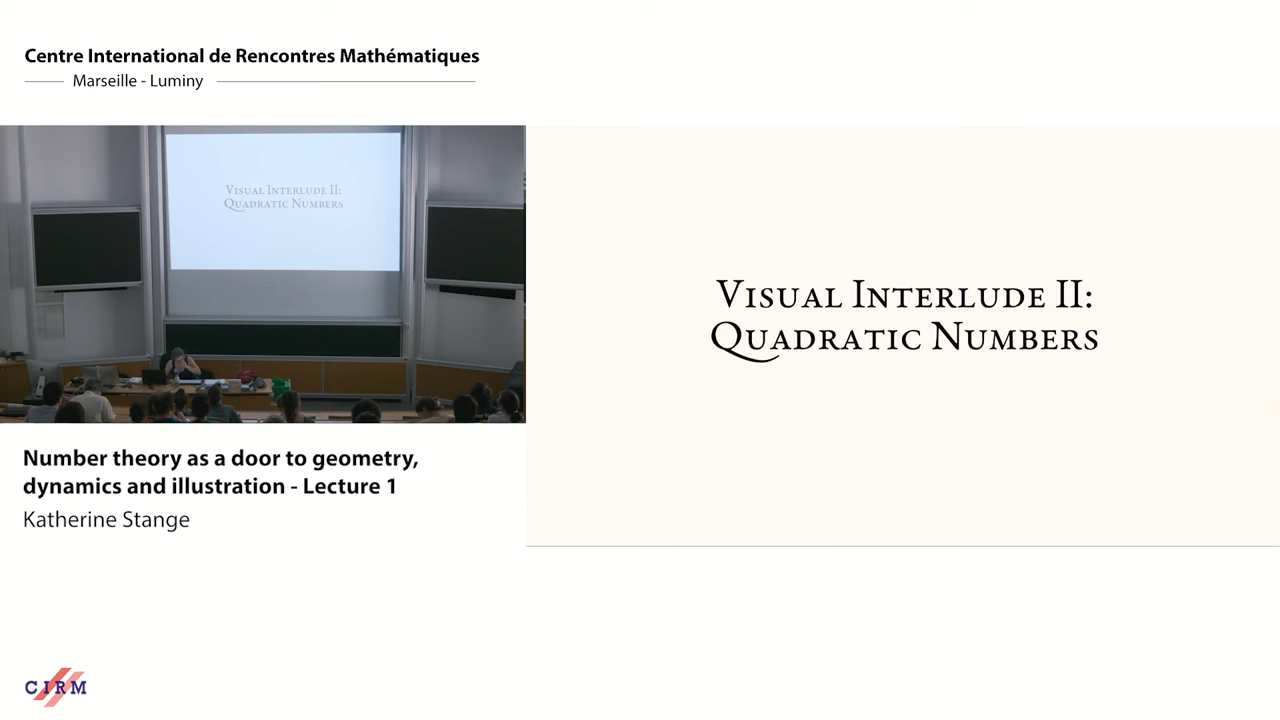 Centre International de Rencontres Mathématiques
Marseille - Luminy
Visual Interlude II:
Quadratic Numbers
Visual Interlude II:
Quadratic Numbers
Number theory as a door to geometry,
dynamics and illustration - Lecture 1
Katherine Stange
CIRM